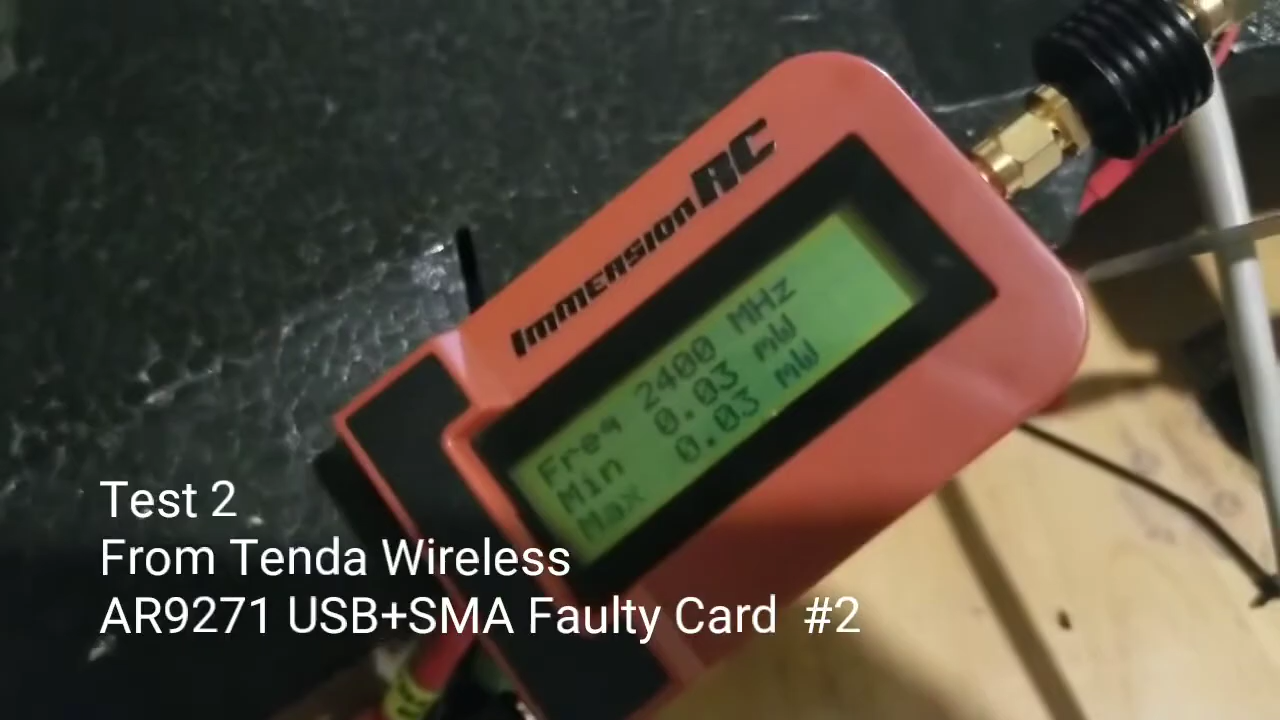 ImmersionRC
Freq 2400 MHz
Min 0.03 mW
Max 0.03 mW
Test 2
From Tenda Wireless
AR9271 USB+SMA Faulty Card #2